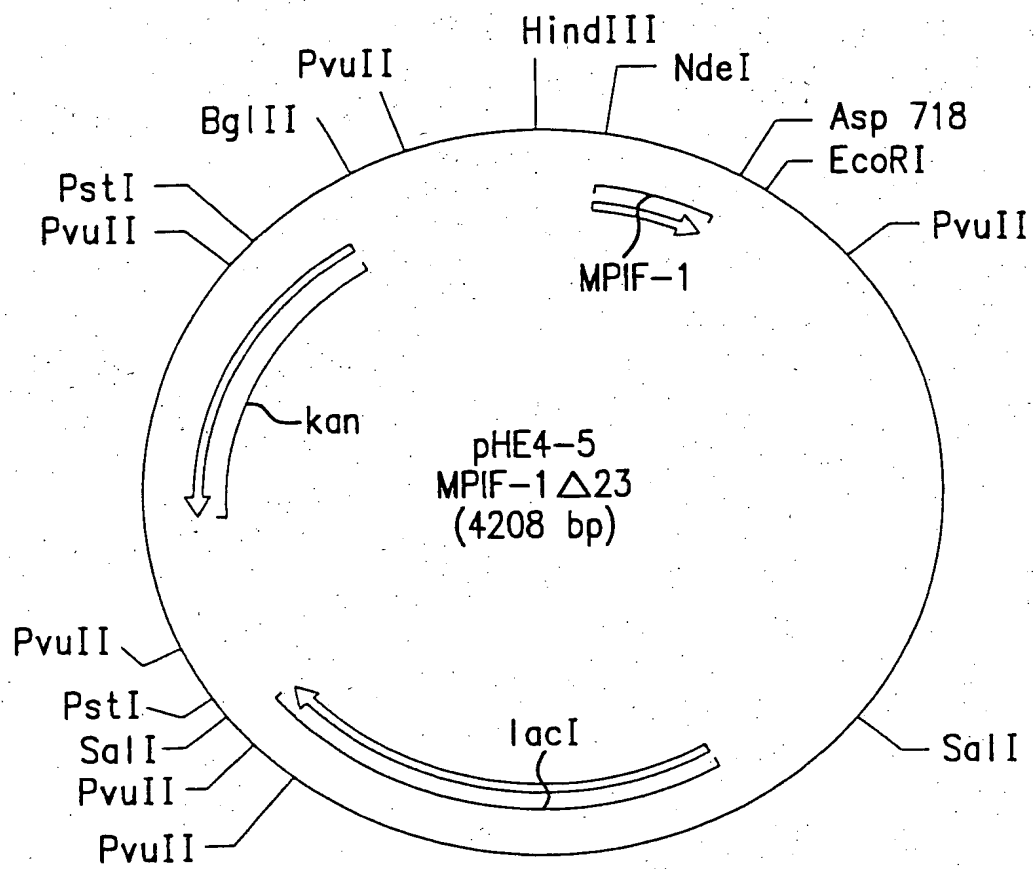 HindIII
PvuII
NdeI
BglII
Asp 718
EcoRI
PstI
PvuII
PvuII
MPIF-1
kan
pHE4-5
MPIF-1 △23
(4208 bp)
PvuII
PstI
SalI
PvuII
PvuII
lacI
SalI